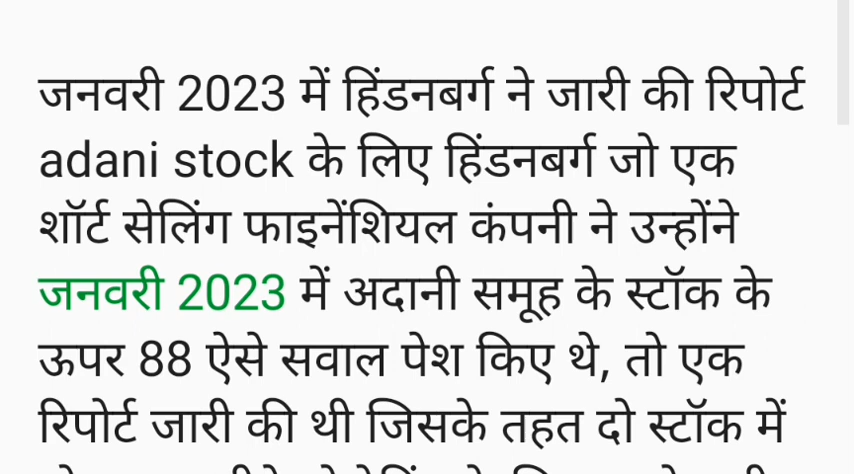 जनवरी 2023 में हिंडनबर्ग ने जारी की रिपोर्ट
adani stock के लिए हिंडनबर्ग जो एक
शॉर्ट सेलिंग फाइनेंशियल कंपनी ने उन्होंने
जनवरी 2023 में अदानी समूह के स्टॉक के
ऊपर 88 ऐसे सवाल पेश किए थे, तो एक
रिपोर्ट जारी की थी जिसके तहत दो स्टॉक में